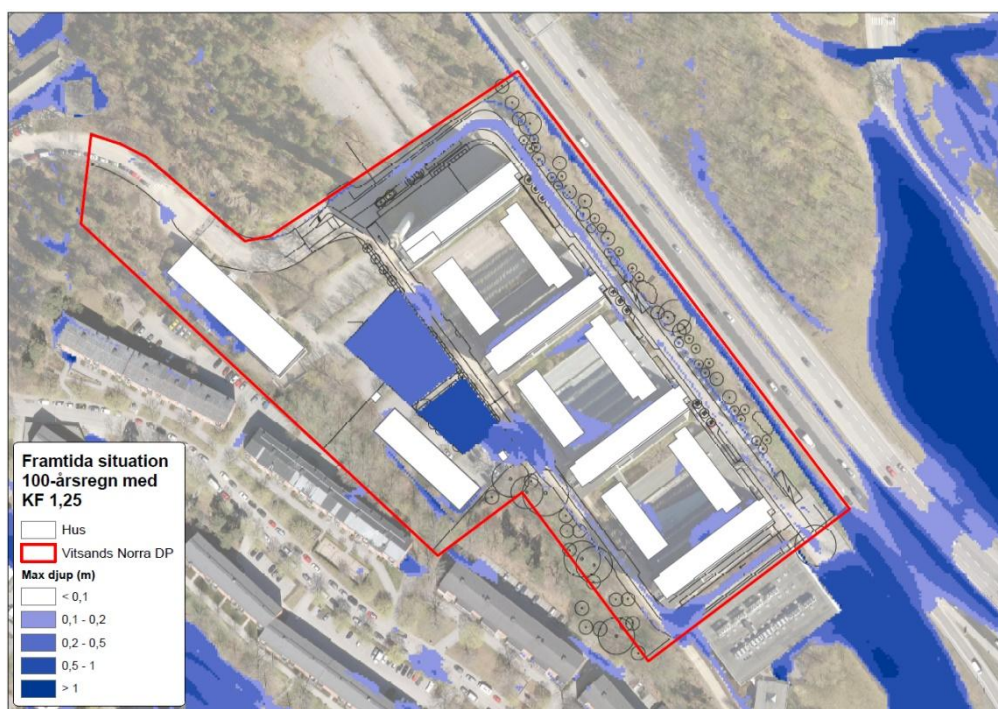 Framtida situation
100-årsregn med
KF 1,25
Hus
Vitsands Norra DP
Max djup (m)
< 0,1
0,1 - 0,2
0,2 - 0,5
0,5 - 1
> 1